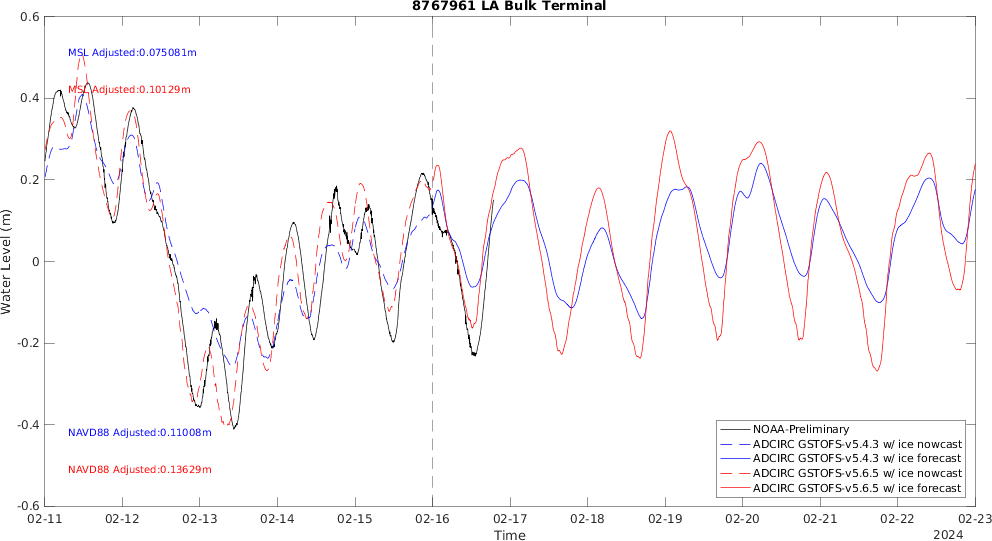 8767961 LA Bulk Terminal
0.6
0.4
0.2
0
-0.2
-0.4
-0.6
Water Level (m)
MSL Adjusted:0.075081m
MSL Adjusted:0.10129m
NAVD88 Adjusted:0.11008m
NAVD88 Adjusted:0.13629m
NOAA-Preliminary
ADCIRC GSTOFS-v5.4.3 w/ ice nowcast
ADCIRC GSTOFS-v5.4.3 w/ ice forecast
ADCIRC GSTOFS-v5.6.5 w/ ice nowcast
ADCIRC GSTOFS-v5.6.5 w/ ice forecast
02-11 02-12 02-13 02-14 02-15 02-16 02-17 02-18 02-19 02-20 02-21 02-22 02-23
Time
2024